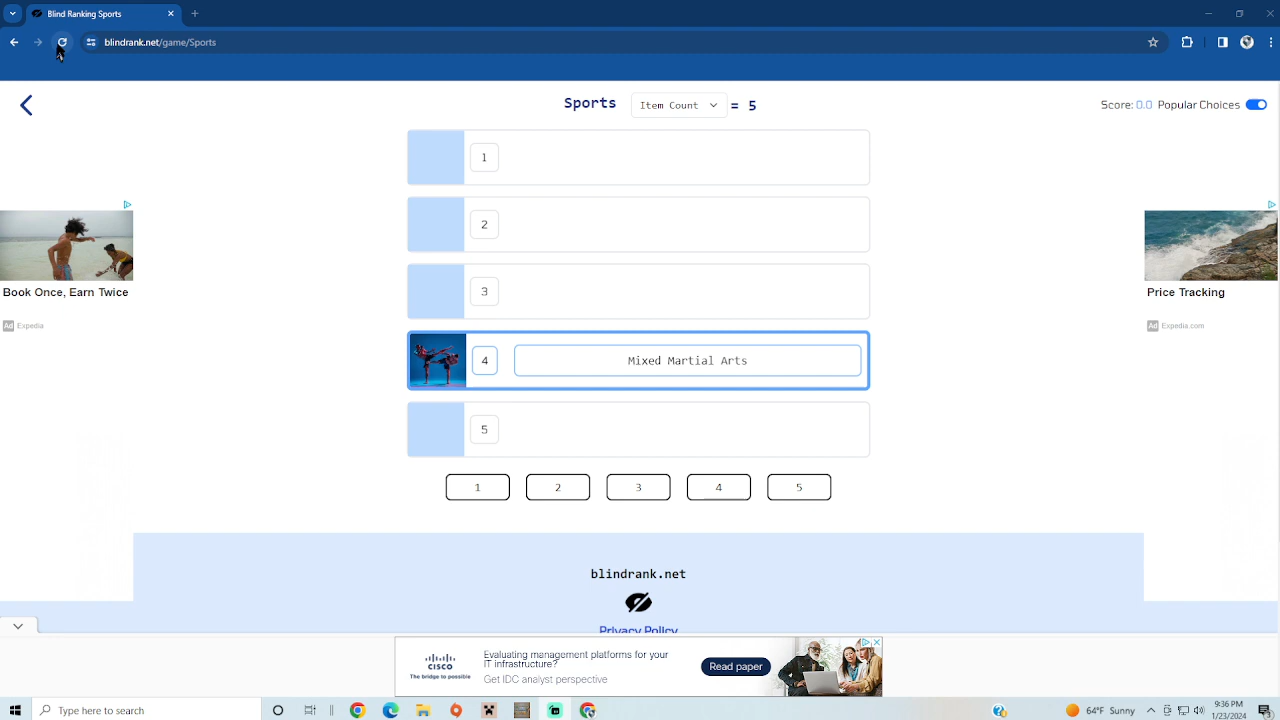 Blind Ranking Sports
blindrank.net/game/Sports
Sports
Item Count
= 5
Score: 0.0 Popular Choices
1
2
3
4
Mixed Martial Arts
5
1 2 3 4 5
Book Once, Earn Twice
Ad Expedia
Price Tracking
Ad Expedia.com
blindrank.net
Privacy Policy
CISCO
The bridge to possible
Evaluating management platforms for your
IT infrastructure?
Get IDC analyst perspective
Read paper
Type here to search
64°F Sunny
9:36 PM
1/23/2024